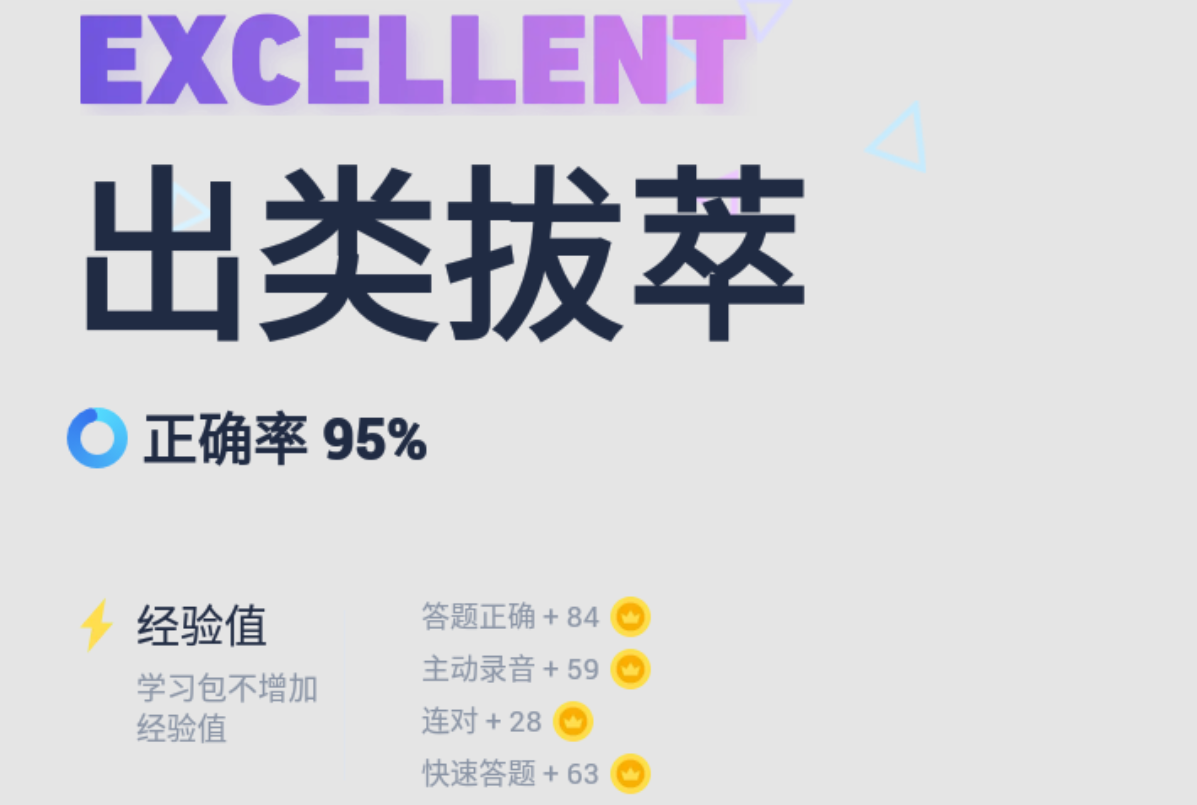 EXCELLENT
出类拔萃
正确率 95%
经验值
学习包不增加
经验值
答题正确 + 84
主动录音 + 59
连对 + 28
快速答题 + 63